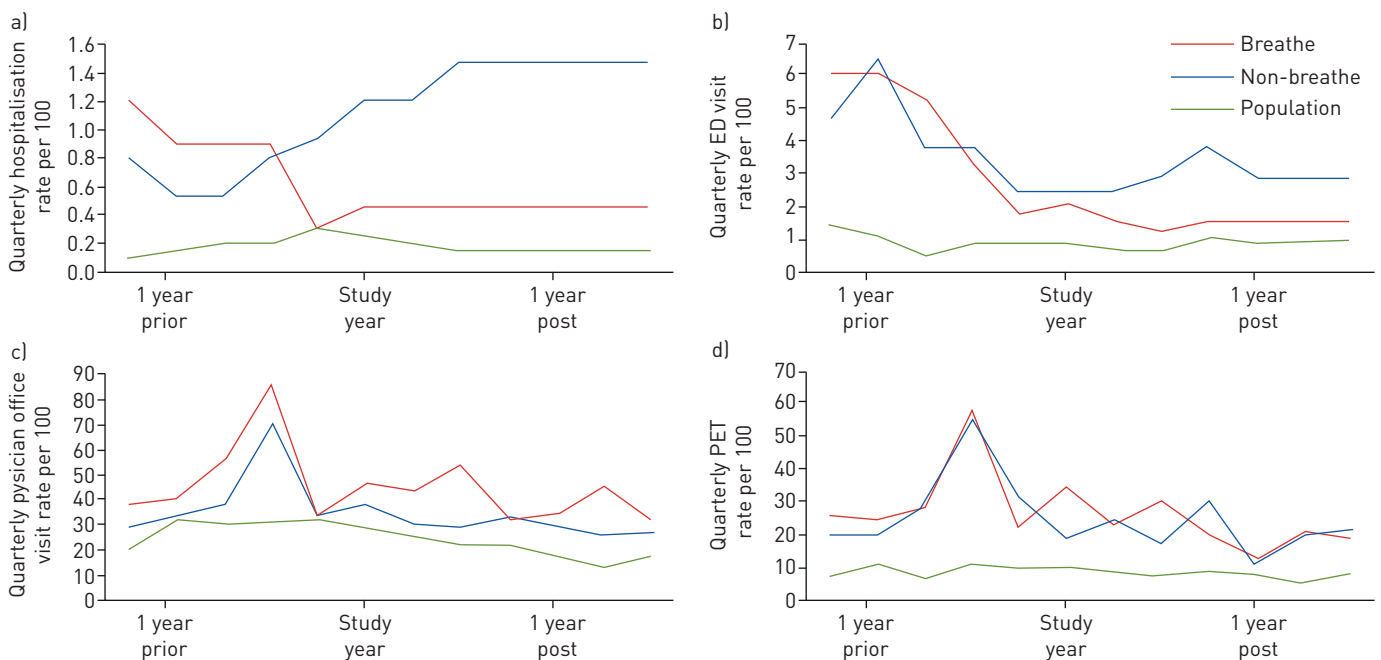 a)
Quarterly hospitalisation
rate per 100
1.6
1.4
1.2
1.0
0.8
0.6
0.4
0.2
0.0
1 year
prior
Study
year
1 year
post
b)
Quarterly ED visit
rate per 100
7
6
5
4
3
2
1
0
1 year
prior
Study
year
1 year
post
Breathe
Non-breathe
Population
c)
Quarterly pysician office
visit rate per 100
90
80
70
60
50
40
30
20
10
0
1 year
prior
Study
year
1 year
post
d)
Quarterly PET
rate per 100
70
60
50
40
30
20
10
0
1 year
prior
Study
year
1 year
post